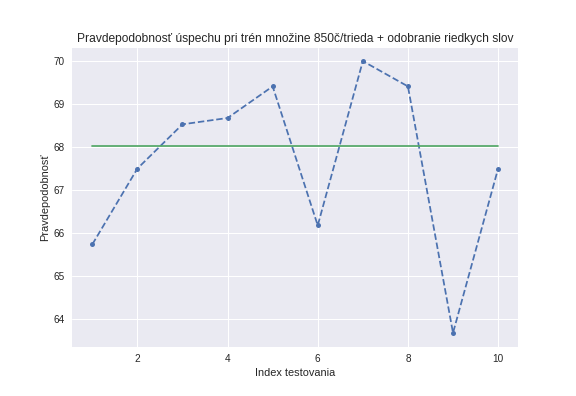 Pravdepodobnosť úspechu pri trén množine 850č/trieda + odobranie riedkych slov
70
69
68
67
66
65
64
Pravdepodobnosť
2 4 6 8 10
Index testovania